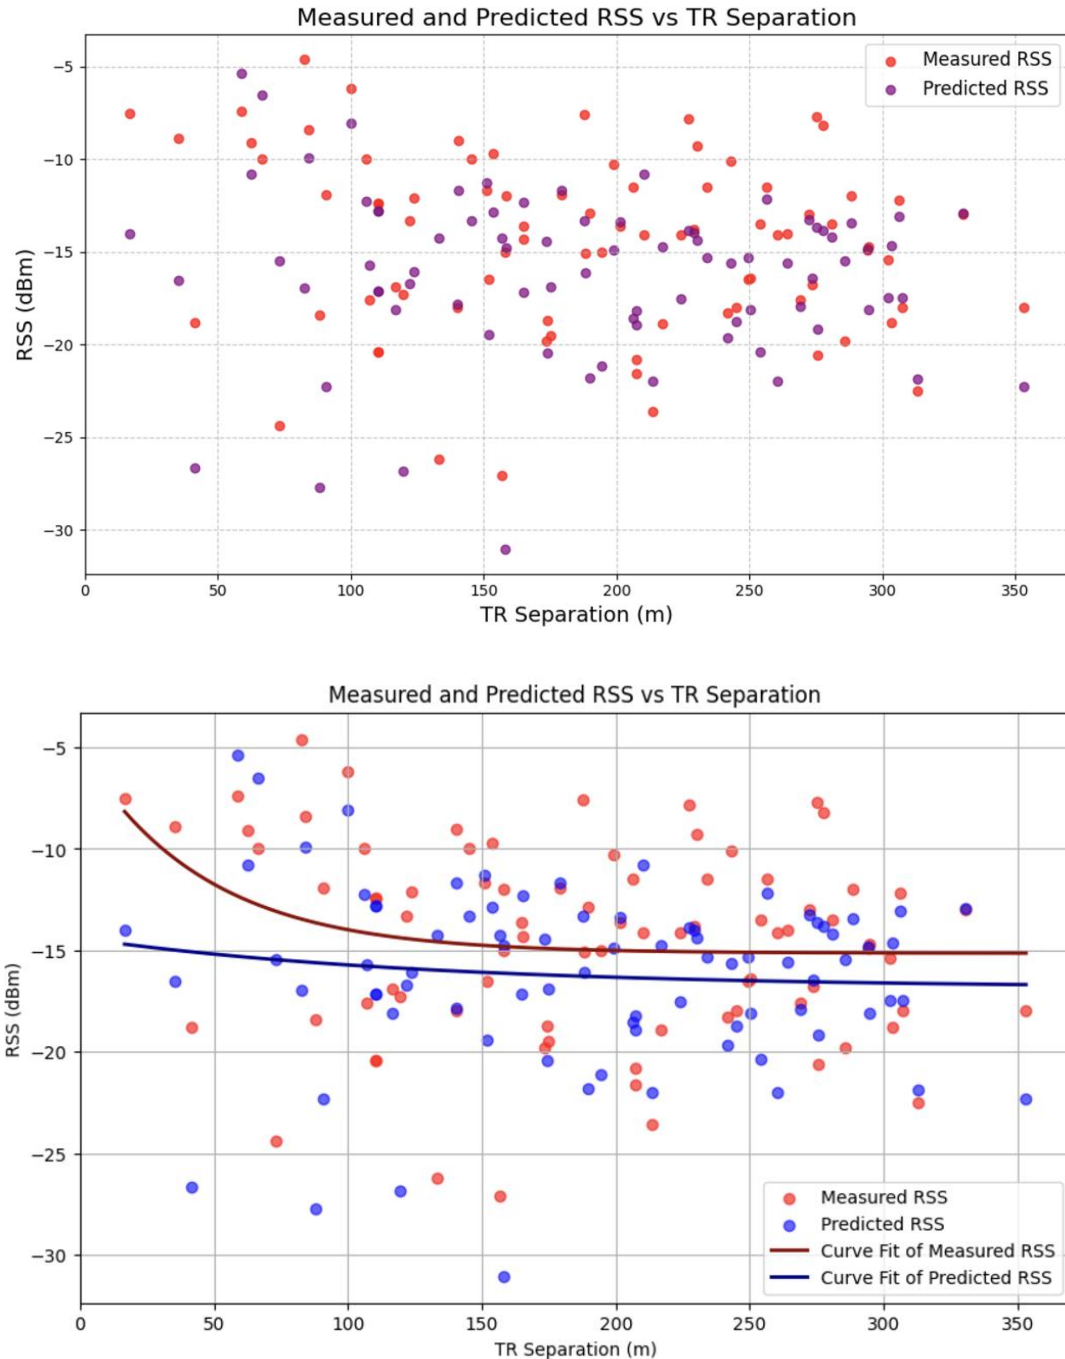 Measured and Predicted RSS vs TR Separation
Measured RSS
Predicted RSS
−5
−10
−15
−20
−25
−30
RSS (dBm)
0 50 100 150 200 250 300 350
TR Separation (m)
Measured and Predicted RSS vs TR Separation
−5
−10
−15
−20
−25
−30
RSS (dBm)
Measured RSS
Predicted RSS
Curve Fit of Measured RSS
Curve Fit of Predicted RSS
0 50 100 150 200 250 300 350
TR Separation (m)